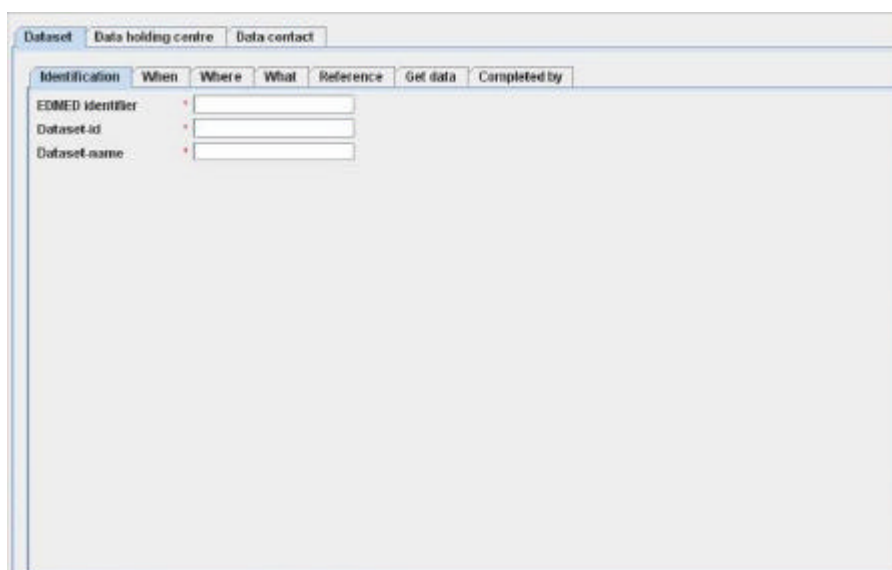 Dataset Data holding centre Data contact
Identification When Where What Reference Get data Completed by
EDMED identifier *
Dataset-id *
Dataset-name *